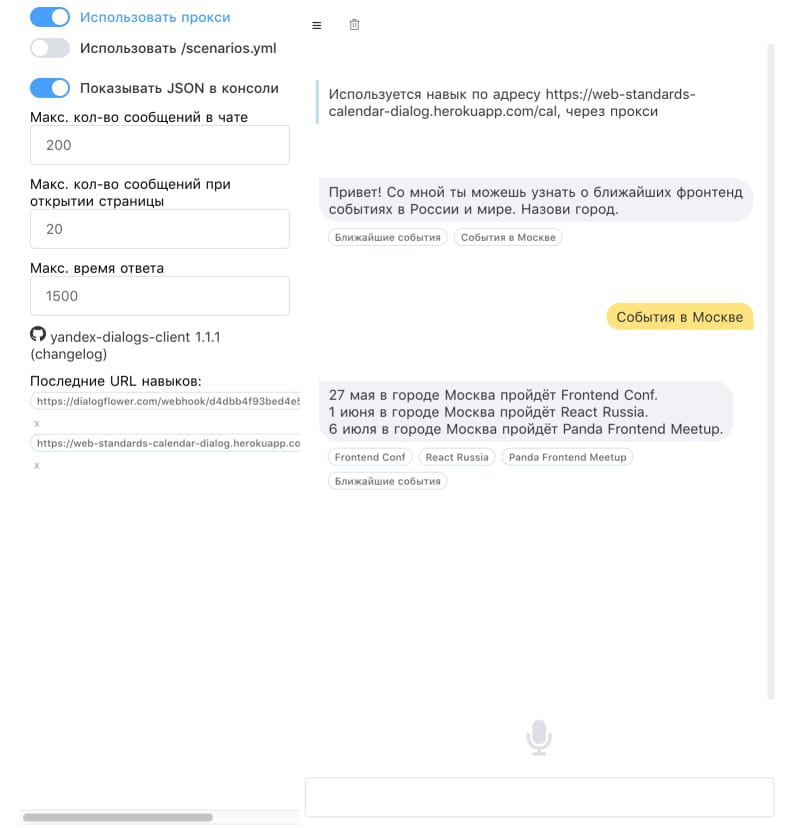 Использовать прокси
Использовать /scenarios.yml
Показывать JSON в консоли
Макс. кол-во сообщений в чате
200
Макс. кол-во сообщений при
открытии страницы
20
Макс. время ответа
1500
yandex-dialogs-client 1.1.1
(changelog)
Последние URL навыков:
https://dialogflower.com/webhook/d4dbb4f93bed4e5
x
https://web-standards-calendar-dialog.herokuapp.co
x
Используется навык по адресу https://web-standards-
calendar-dialog.herokuapp.com/cal, через прокси
Привет! Со мной ты можешь узнать о ближайших фронтенд
событиях в России и мире. Назови город.
Ближайшие события События в Москве
События в Москве
27 мая в городе Москва пройдёт Frontend Conf.
1 июня в городе Москва пройдёт React Russia.
6 июля в городе Москва пройдёт Panda Frontend Meetup.
Frontend Conf React Russia Panda Frontend Meetup
Ближайшие события